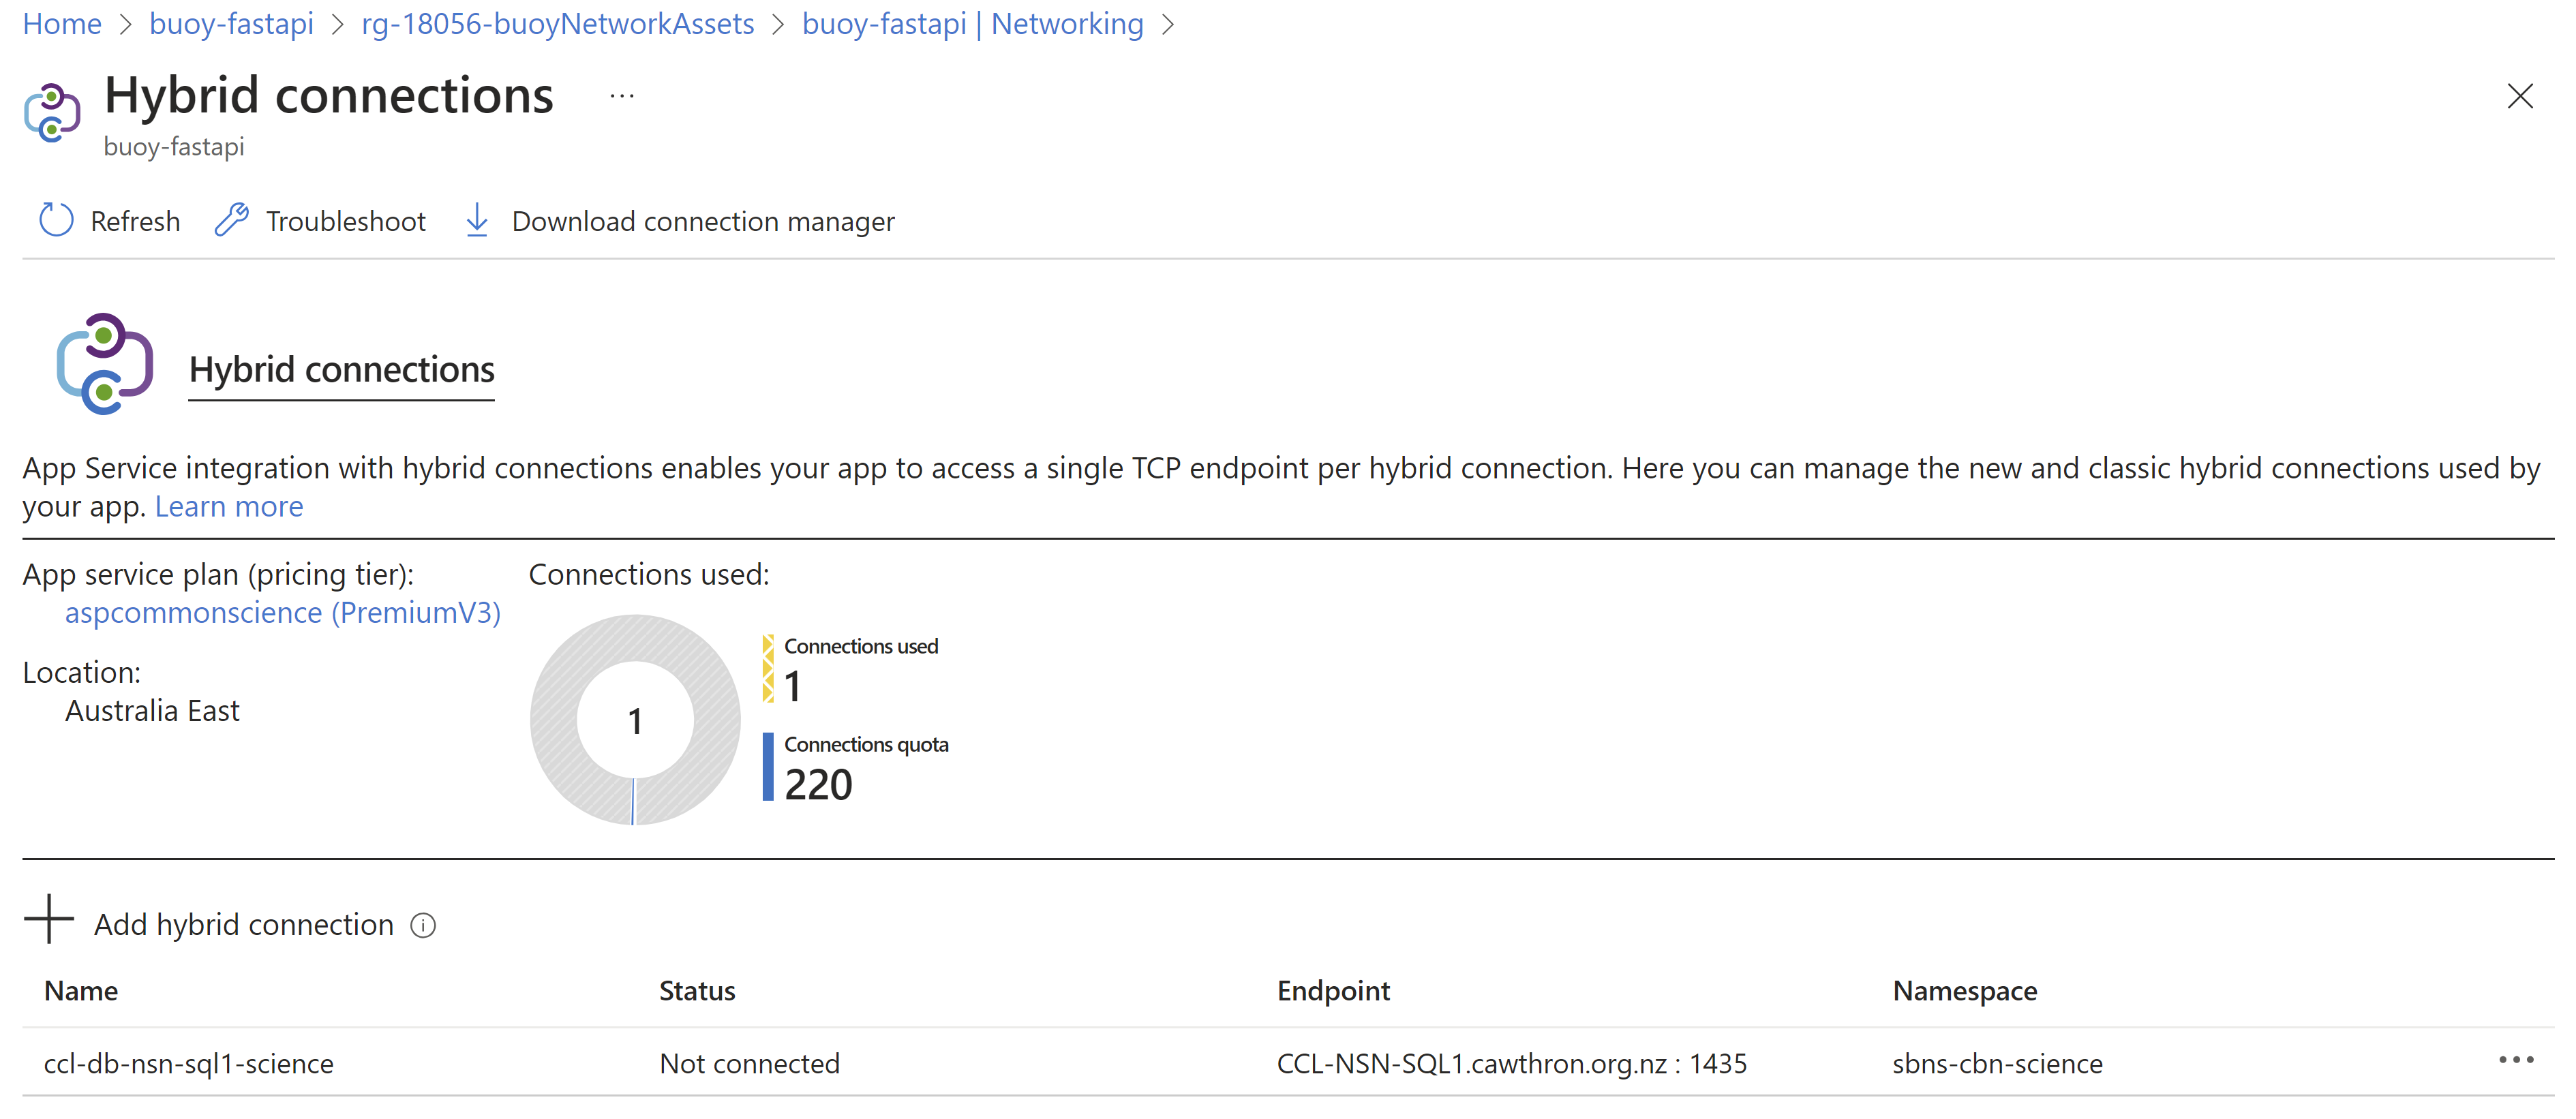 Home > buoy-fastapi > rg-18056-buoyNetworkAssets > buoy-fastapi | Networking >
Hybrid connections ...
buoy-fastapi
Refresh Troubleshoot Download connection manager
Hybrid connections
App Service integration with hybrid connections enables your app to access a single TCP endpoint per hybrid connection. Here you can manage the new and classic hybrid connections used by
your app. Learn more
App service plan (pricing tier):
aspcommonscience (PremiumV3)
Location:
Australia East
Connections used:
1
Connections used
1
Connections quota
220
Add hybrid connection
Name Status Endpoint Namespace
ccl-db-nsn-sql1-science Not connected CCL-NSN-SQL1.cawthron.org.nz : 1435 sbns-cbn-science